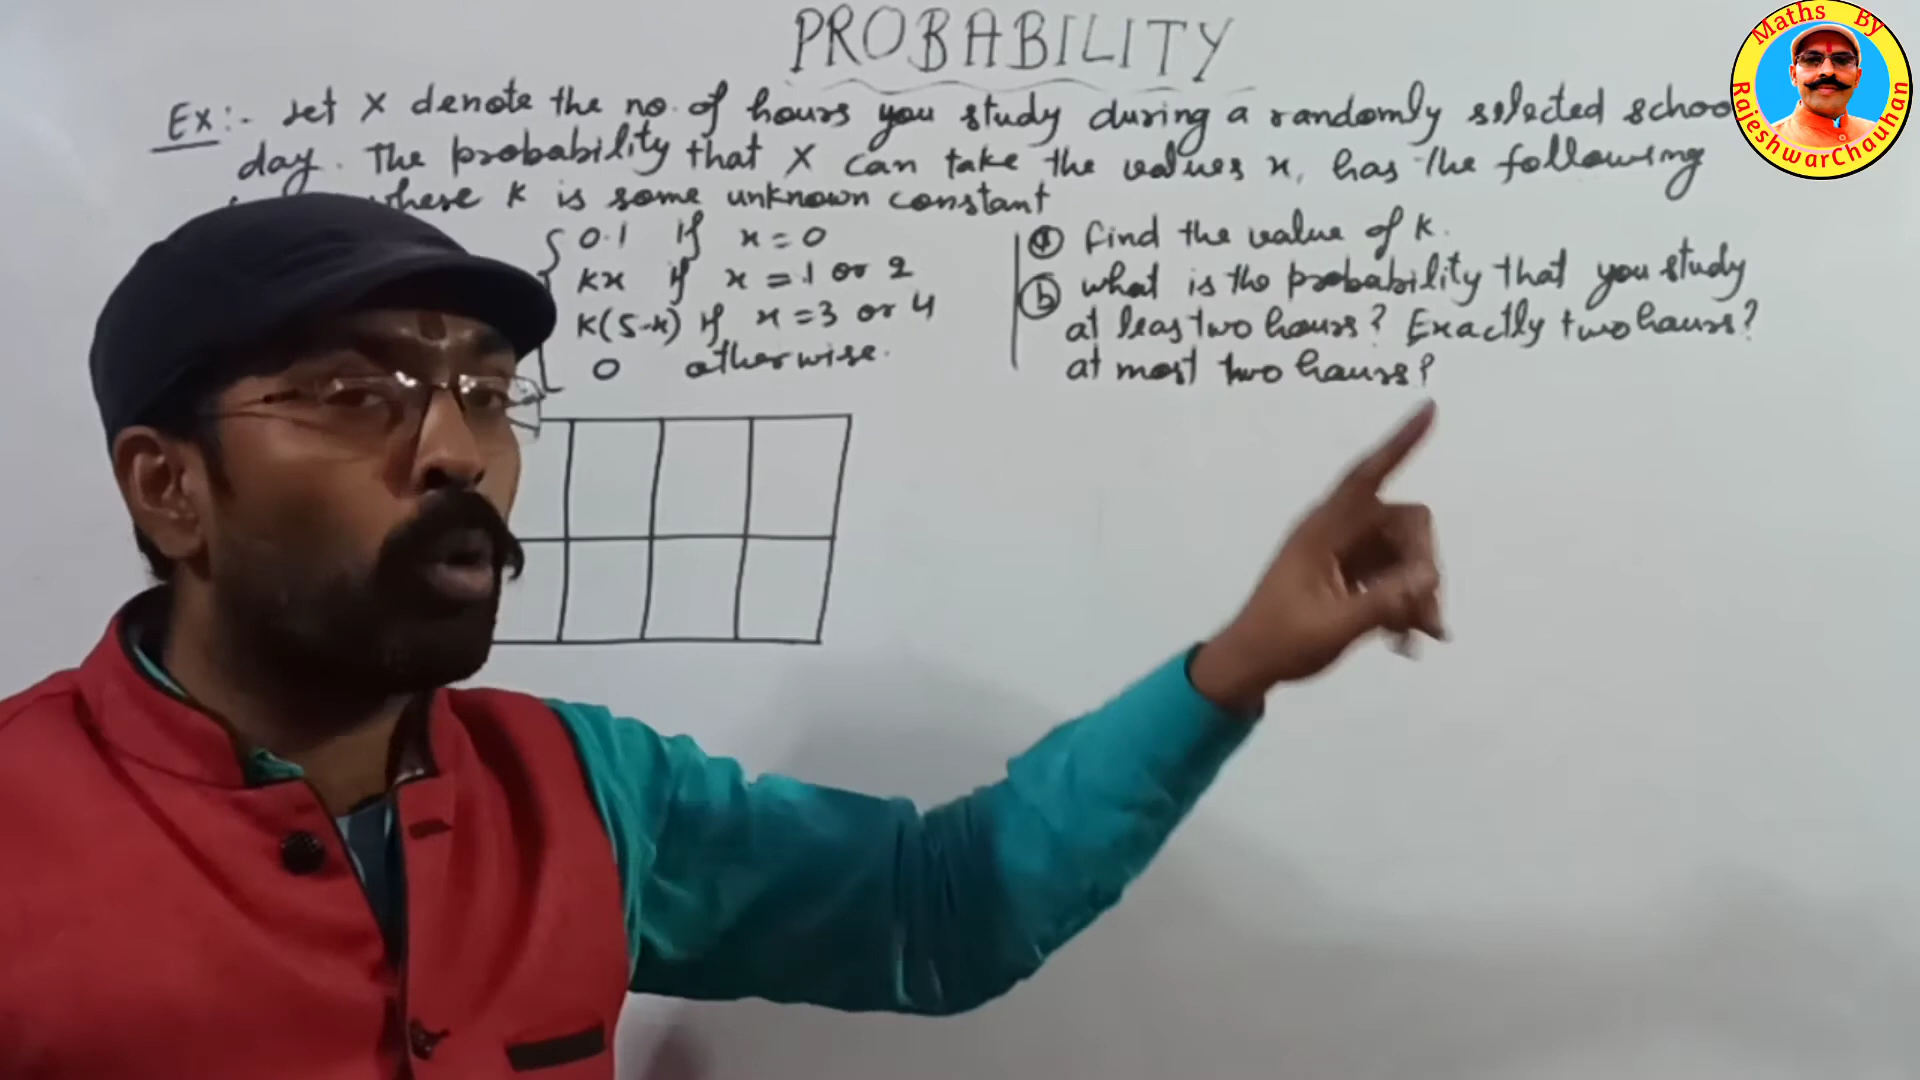 PROBABILITY
Ex:- Let X denote the no. of hours you study during a randomly selected schoo
day. The probability that X can take the values x, has the following
where k is some unknown constant
0.1 if x = 0
kx if x = 1 or 2
k(5-x) if x = 3 or 4
0 otherwise.
(a) find the value of k.
(b) what is the probability that you study
at leas two hours? Exactly two hours?
at most two hours?
Maths By
RajeshwarChauhan